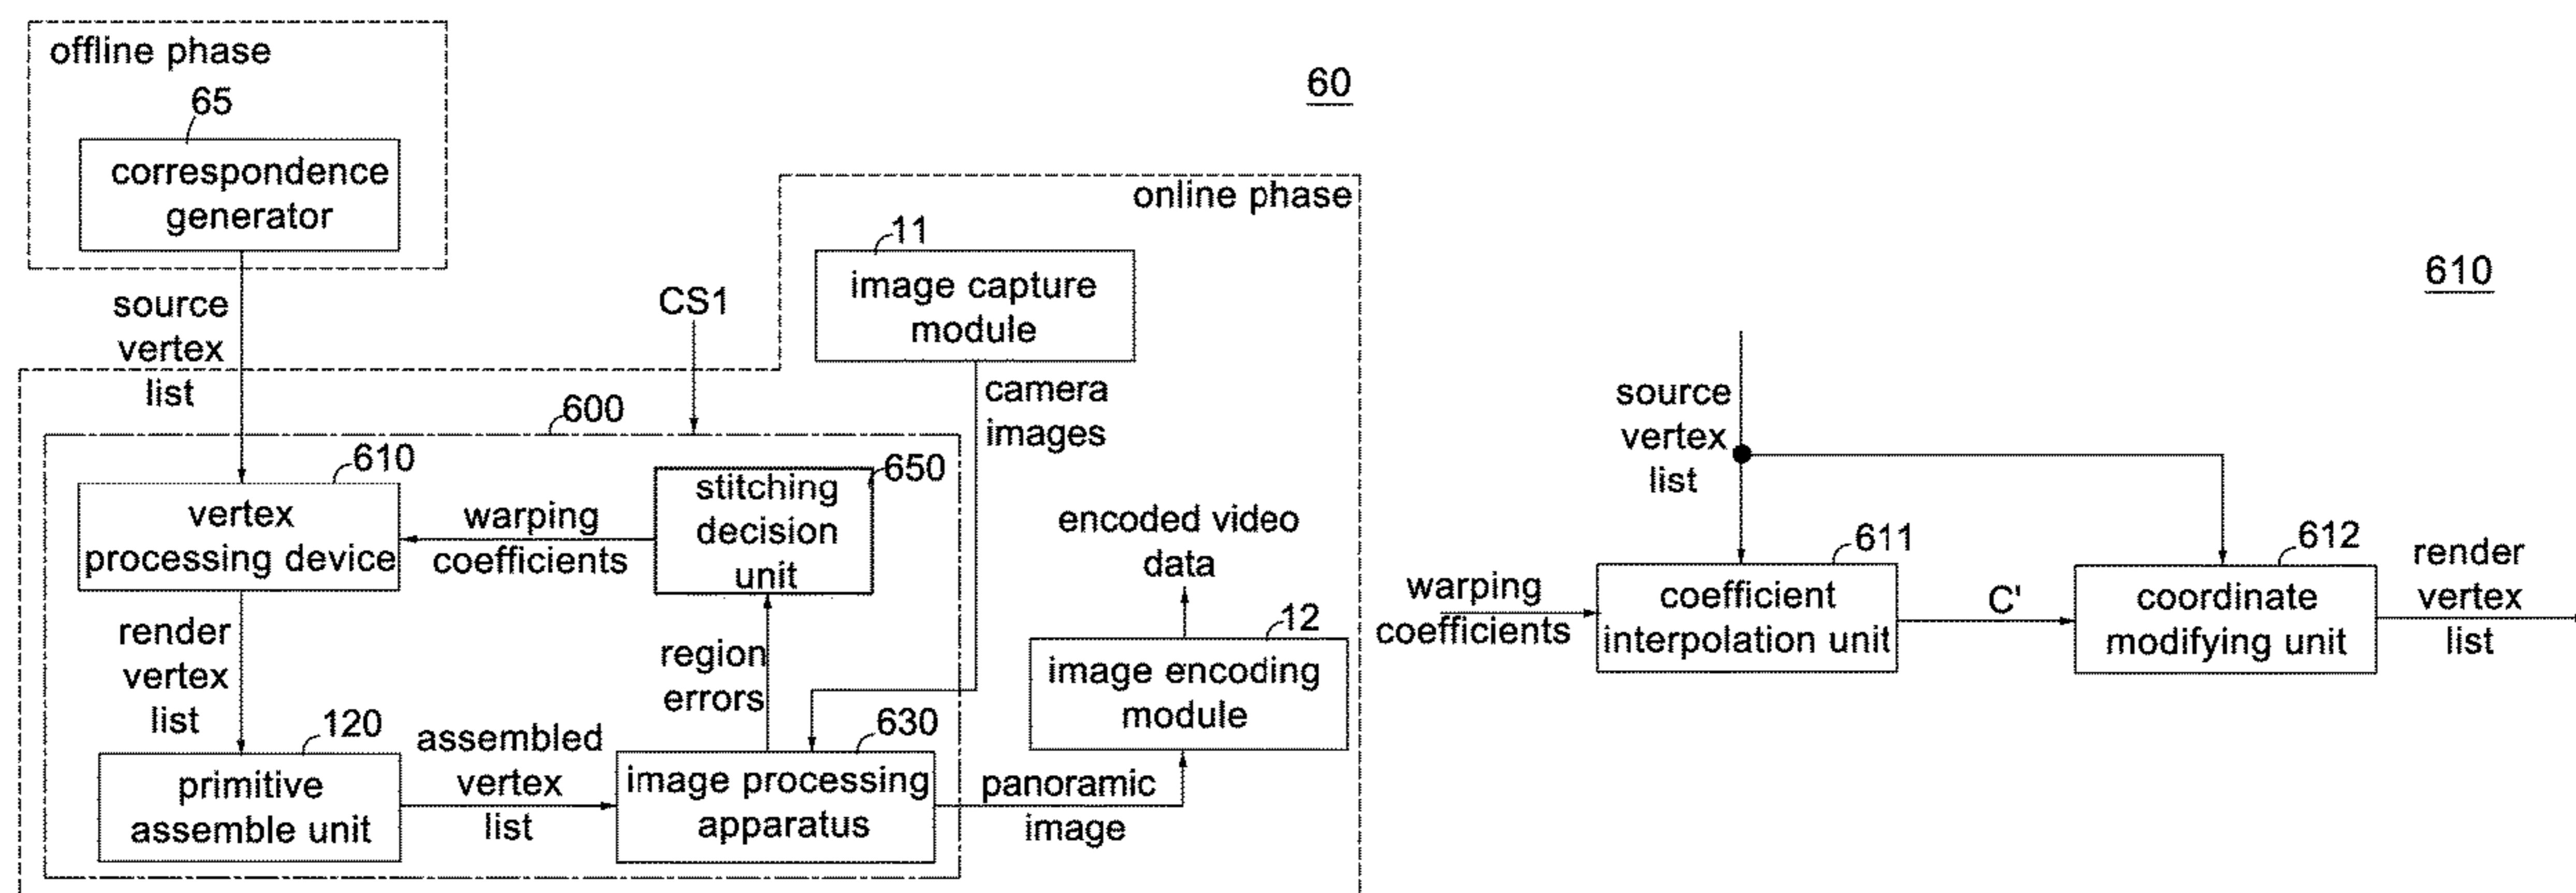 offline phase
65
correspondence
generator
60
online phase
11
image capture
module
source
vertex
list
CS1
camera
images
600
610
vertex
processing device
warping
coefficients
650
stitching
decision
unit
encoded video
data
render
vertex
list
region
errors
12
image encoding
module
120
primitive
assemble unit
assembled
vertex
list
630
image processing
apparatus
panoramic
image
610
source
vertex
list
warping
coefficients
611
coefficient
interpolation unit
C'
612
coordinate
modifying unit
render
vertex
list